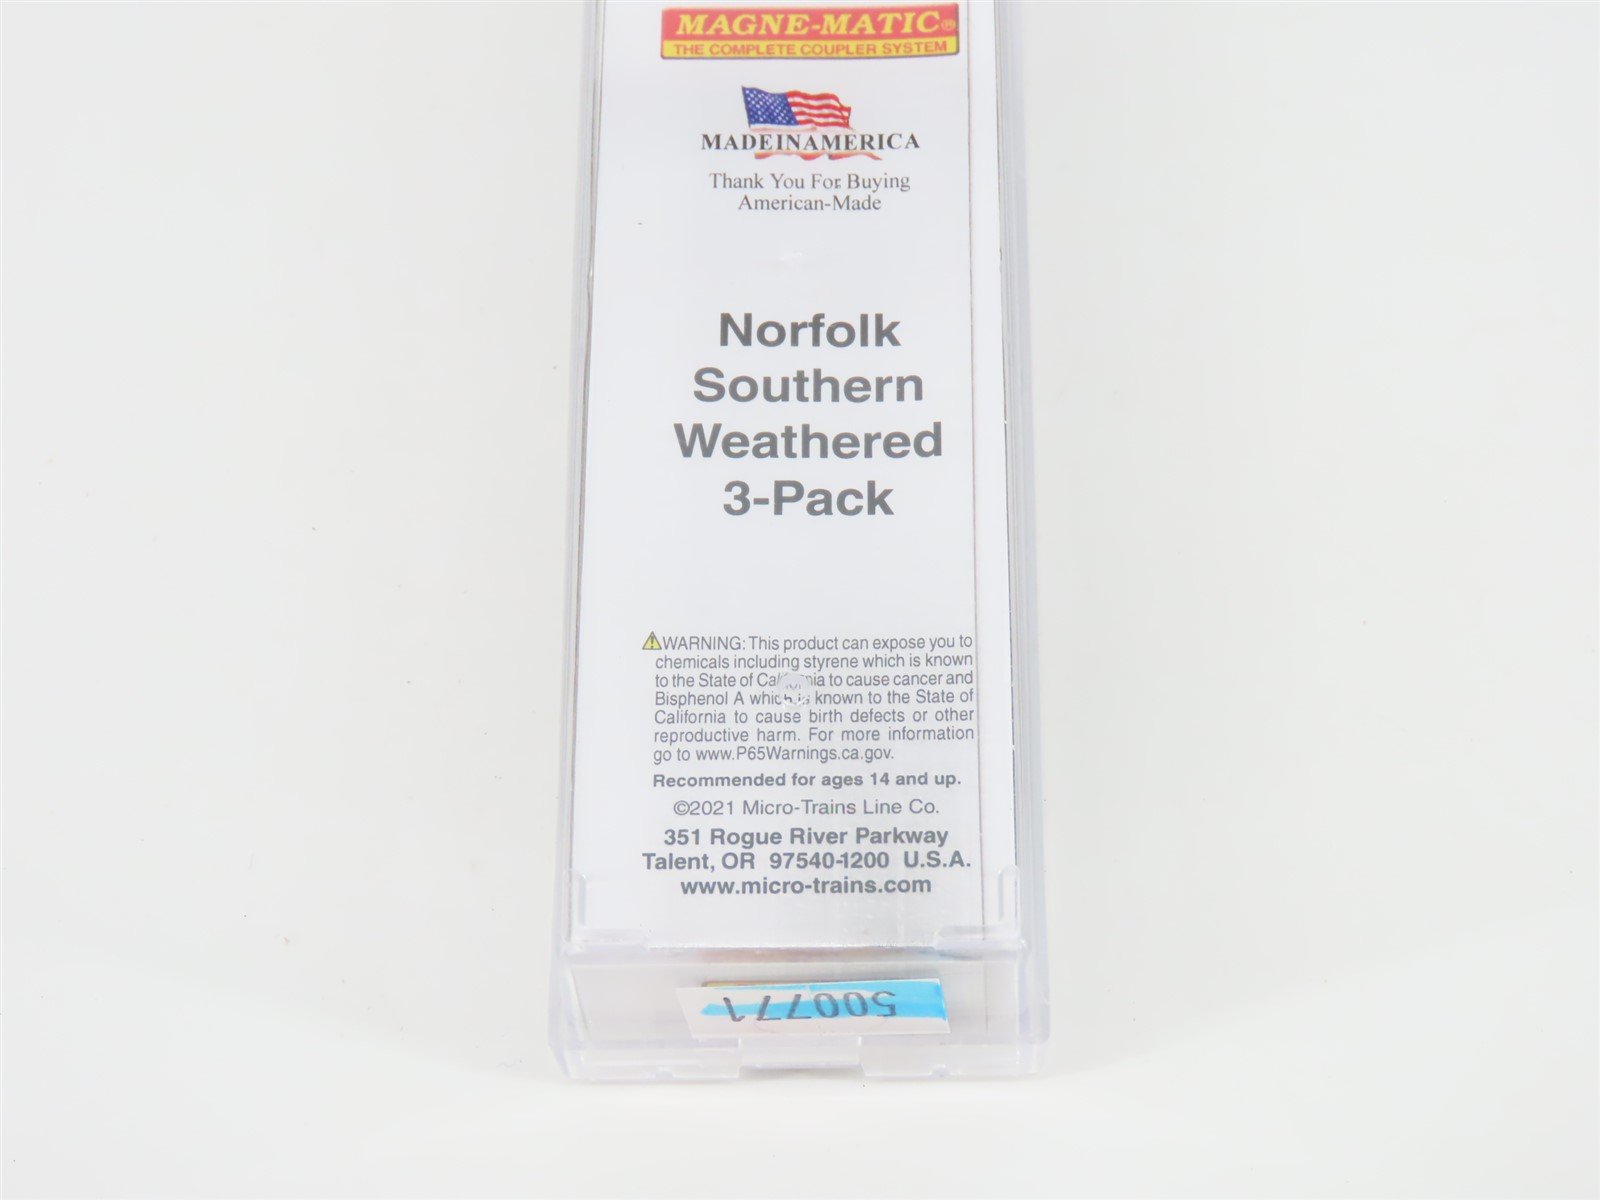 MAGNE-MATIC®
THE COMPLETE COUPLER SYSTEM
MADEINAMERICA
Thank You For Buying
American-Made
Norfolk
Southern
Weathered
3-Pack
WARNING: This product can expose you to
chemicals including styrene which is known
to the State of California to cause cancer and
Bisphenol A which is known to the State of
California to cause birth defects or other
reproductive harm. For more information
go to www.P65Warnings.ca.gov.
Recommended for ages 14 and up.
©2021 Micro-Trains Line Co.
351 Rogue River Parkway
Talent, OR 97540-1200 U.S.A.
www.micro-trains.com
500771